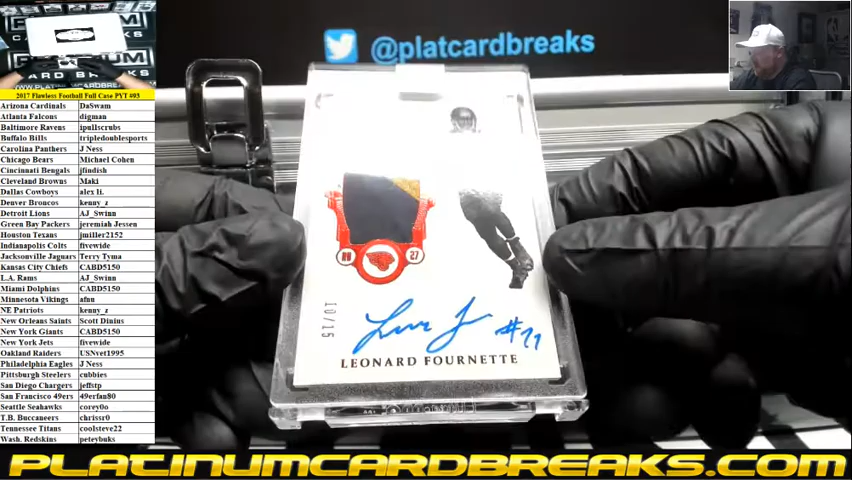 @platcardbreaks
CARD BREAKS
2017 Flawless Football Full Case PYT #93
Arizona Cardinals DaSwam
Atlanta Falcons digman
Baltimore Ravens ipullscrubs
Buffalo Bills tripledoublesports
Carolina Panthers J Ness
Chicago Bears Michael Cohen
Cincinnati Bengals jfindish
Cleveland Browns Maki
Dallas Cowboys alex li.
Denver Broncos kenny_z
Detroit Lions AJ_Swinn
Green Bay Packers jeremiah Jessen
Houston Texans jmiller2152
Indianapolis Colts fivewide
Jacksonville Jaguars Terry Tyma
Kansas City Chiefs CABD5150
L.A. Rams AJ_Swinn
Miami Dolphins CABD5150
Minnesota Vikings afnu
NE Patriots kenny_z
New Orleans Saints Scott Dinius
New York Giants CABD5150
New York Jets fivewide
Oakland Raiders USNvet1995
Philadelphia Eagles J Ness
Pittsburgh Steelers cubbies
San Diego Chargers jeffstp
San Francisco 49ers 49erfan80
Seattle Seahawks corey0o
T.B. Buccaneers chrissr0
Tennessee Titans coolsteve22
Wash. Redskins peteybuks
RB 27
10/15
LEONARD FOURNETTE
PLATINUMCARDBREAKS.COM